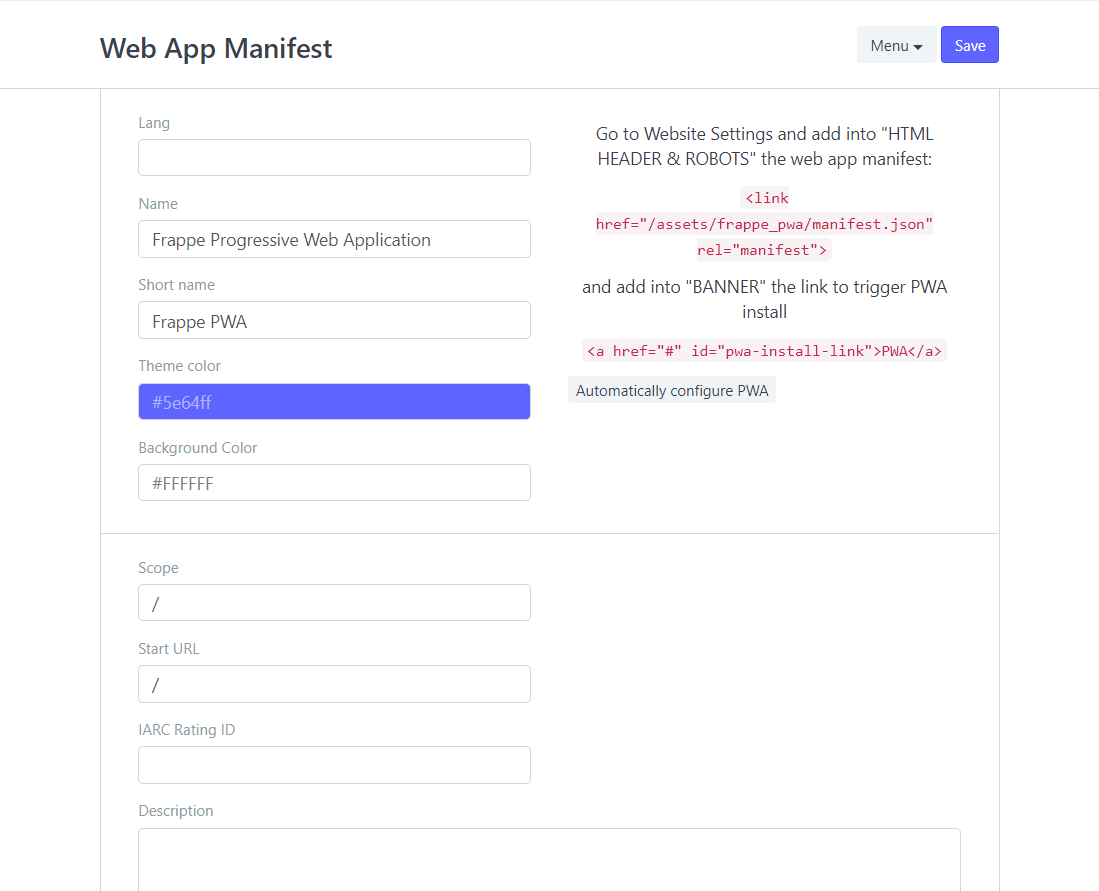 Web App Manifest
Menu
Save
Lang
Name
Frappe Progressive Web Application
Short name
Frappe PWA
Theme color
#5e64ff
Background Color
#FFFFFF
Go to Website Settings and add into "HTML
HEADER & ROBOTS" the web app manifest:
<link
href="/assets/frappe_pwa/manifest.json"
rel="manifest">
and add into "BANNER" the link to trigger PWA
install
<a href="#" id="pwa-install-link">PWA</a>
Automatically configure PWA
Scope
/
Start URL
/
IARC Rating ID
Description